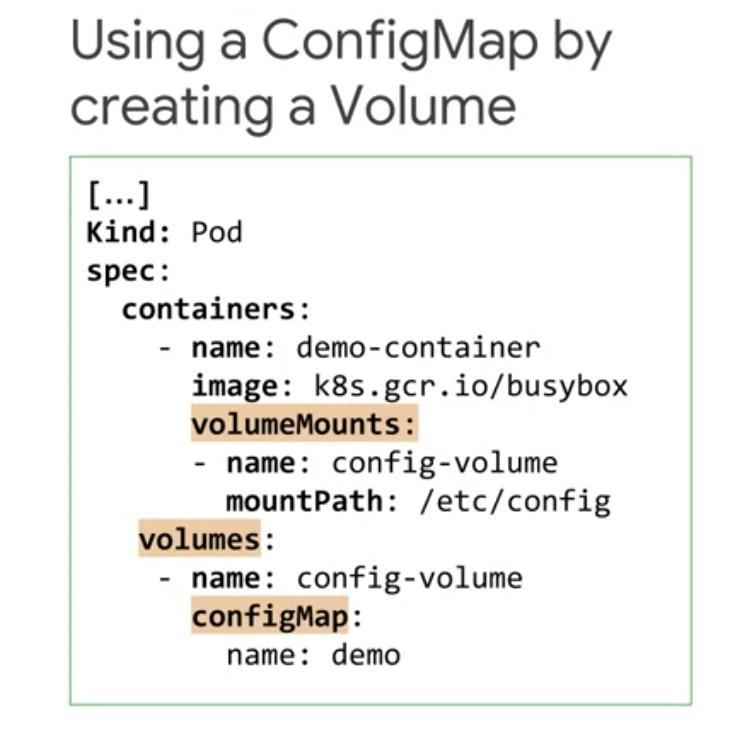 Using a ConfigMap by
creating a Volume
[...]
Kind: Pod
spec:
  containers:
    - name: demo-container
      image: k8s.gcr.io/busybox
      volumeMounts:
      - name: config-volume
        mountPath: /etc/config
   volumes:
    - name: config-volume
      configMap:
        name: demo